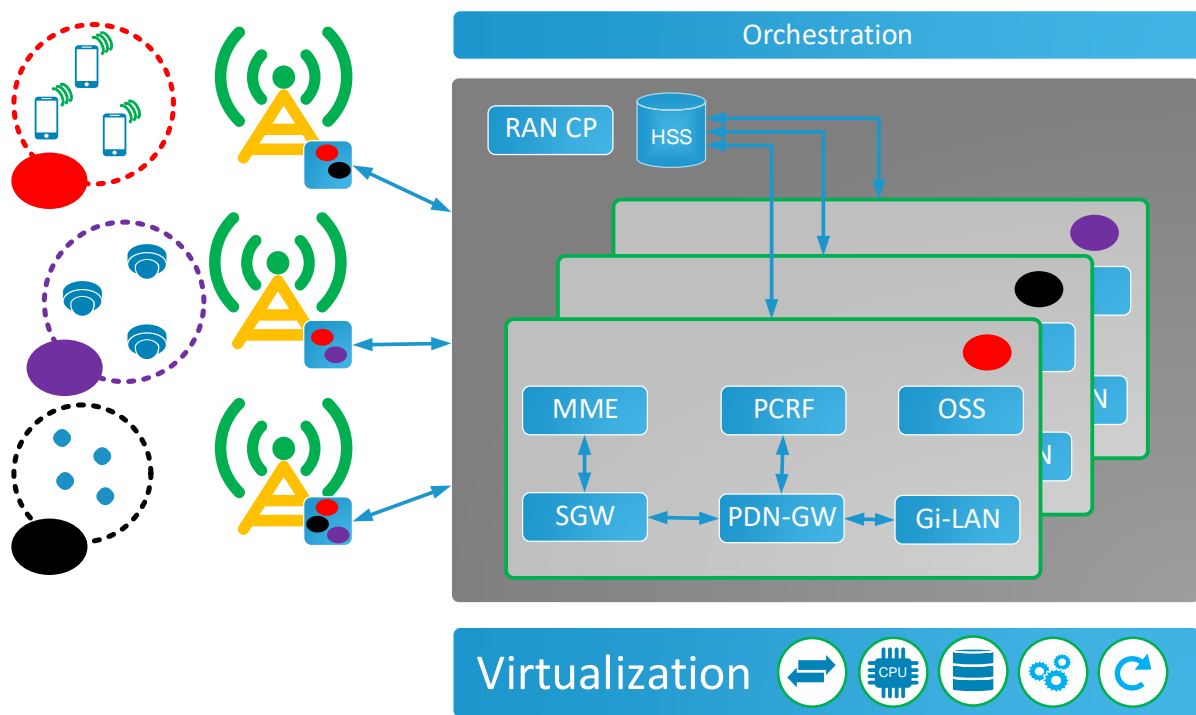 Orchestration
RAN CP
HSS
MME
PCRF
OSS
N
N
SGW
PDN-GW
Gi-LAN
Virtualization
CPU